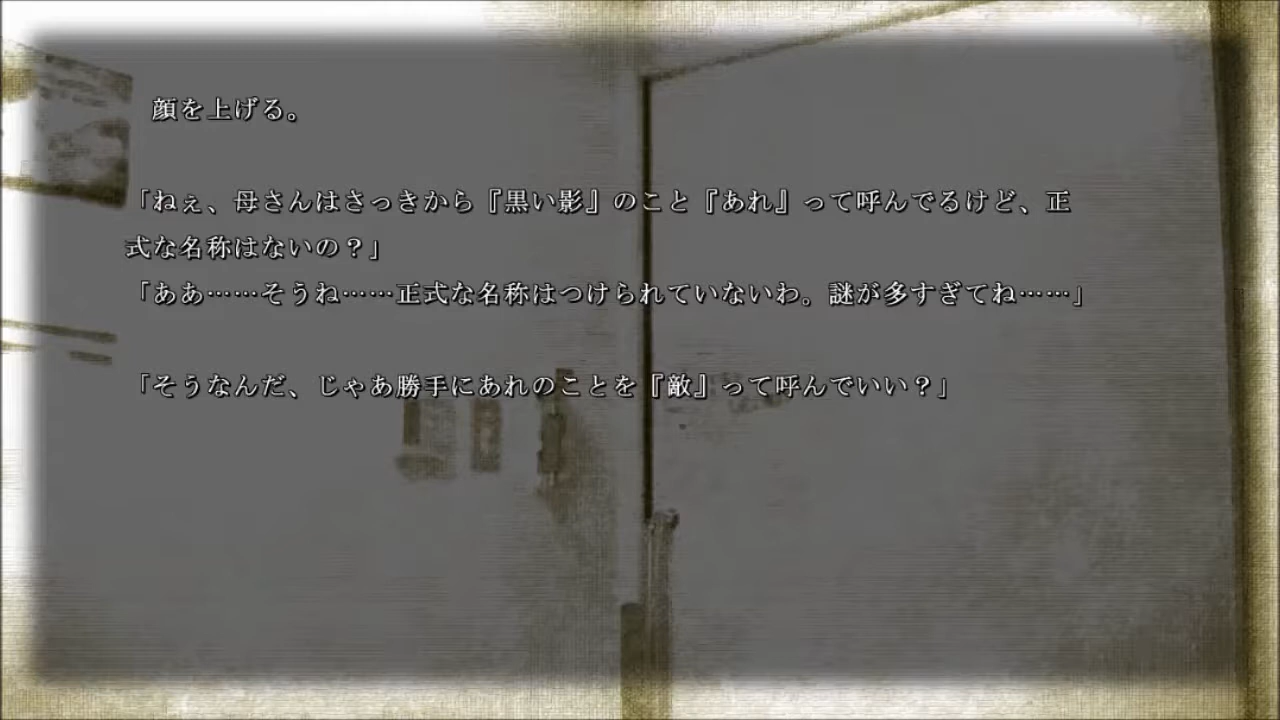 顔を上げる。
「ねぇ、母さんはさっきから『黒い影』のこと『あれ』って呼んでるけど、正
式な名称はないの？」
「ああ……そうね……正式な名称はつけられていないわ。謎が多すぎてね……」
「そうなんだ、じゃあ勝手にあれのことを『敵』って呼んでいい？」